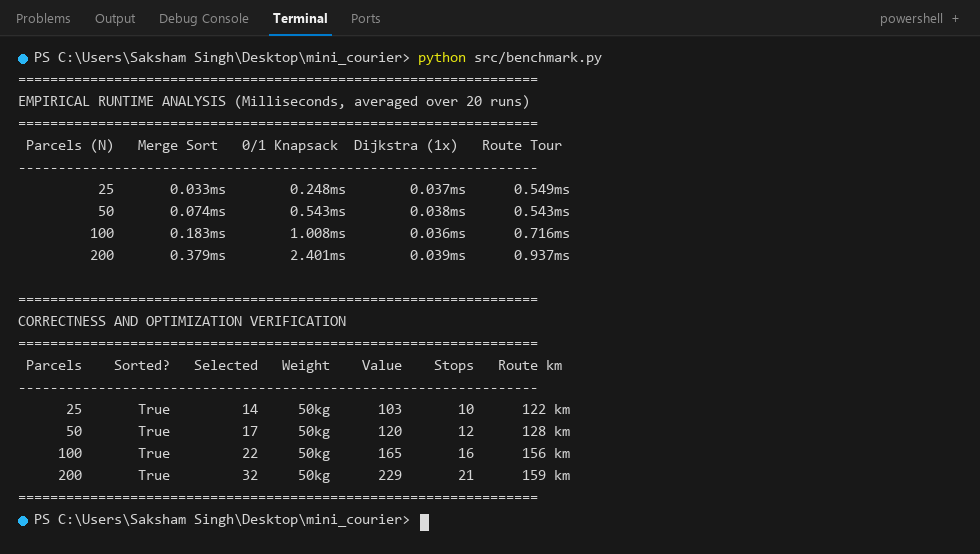 Problems Output Debug Console Terminal Ports powershell +
PS C:\Users\Saksham Singh\Desktop\mini_courier> python src/benchmark.py
=================================================================
EMPIRICAL RUNTIME ANALYSIS (Milliseconds, averaged over 20 runs)
=================================================================
Parcels (N) Merge Sort 0/1 Knapsack Dijkstra (1x) Route Tour
-----------------------------------------------------------------
25 0.033ms 0.248ms 0.037ms 0.549ms
50 0.074ms 0.543ms 0.038ms 0.543ms
100 0.183ms 1.008ms 0.036ms 0.716ms
200 0.379ms 2.401ms 0.039ms 0.937ms
=================================================================
CORRECTNESS AND OPTIMIZATION VERIFICATION
=================================================================
Parcels Sorted? Selected Weight Value Stops Route km
-----------------------------------------------------------------
25 True 14 50kg 103 10 122 km
50 True 17 50kg 120 12 128 km
100 True 22 50kg 165 16 156 km
200 True 32 50kg 229 21 159 km
=================================================================
PS C:\Users\Saksham Singh\Desktop\mini_courier>